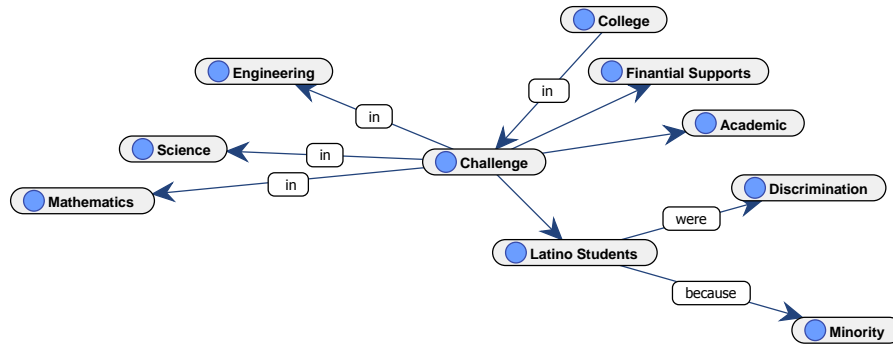 College
Engineering
Finantial Supports
in
in
Academic
Science
in
Challenge
in
Mathematics
Discrimination
were
Latino Students
because
Minority